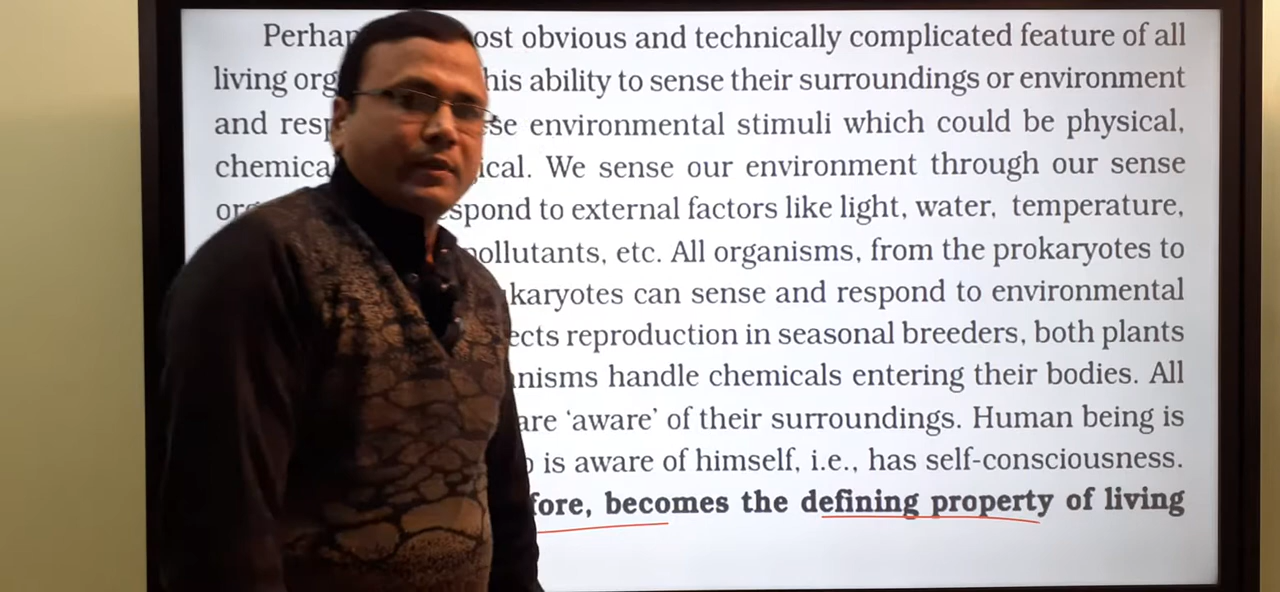 Perhap ost obvious and technically complicated feature of all
living org his ability to sense their surroundings or environment
and resp se environmental stimuli which could be physical,
chemica ical. We sense our environment through our sense
or spond to external factors like light, water, temperature,
pollutants, etc. All organisms, from the prokaryotes to
karyotes can sense and respond to environmental
ects reproduction in seasonal breeders, both plants
nisms handle chemicals entering their bodies. All
are ‘aware’ of their surroundings. Human being is
is aware of himself, i.e., has self-consciousness.
fore, becomes the defining property of living